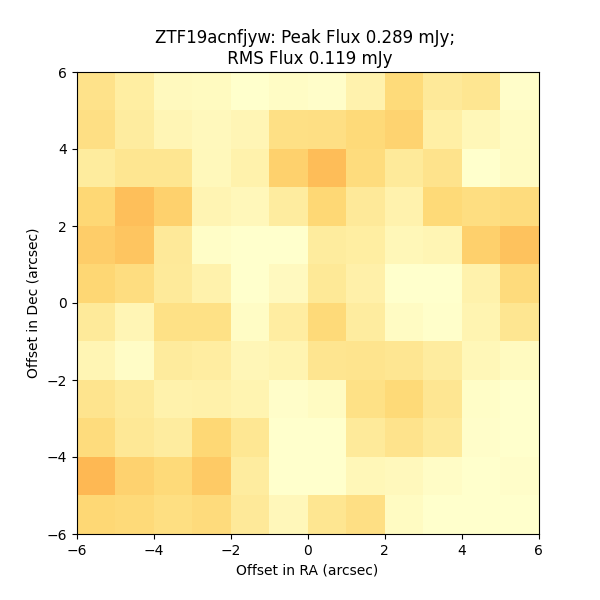 ZTF19acnfjyw: Peak Flux 0.289 mJy;
RMS Flux 0.119 mJy
6
4
2
0
−2
−4
−6
Offset in Dec (arcsec)
−6 −4 −2 0 2 4 6
Offset in RA (arcsec)